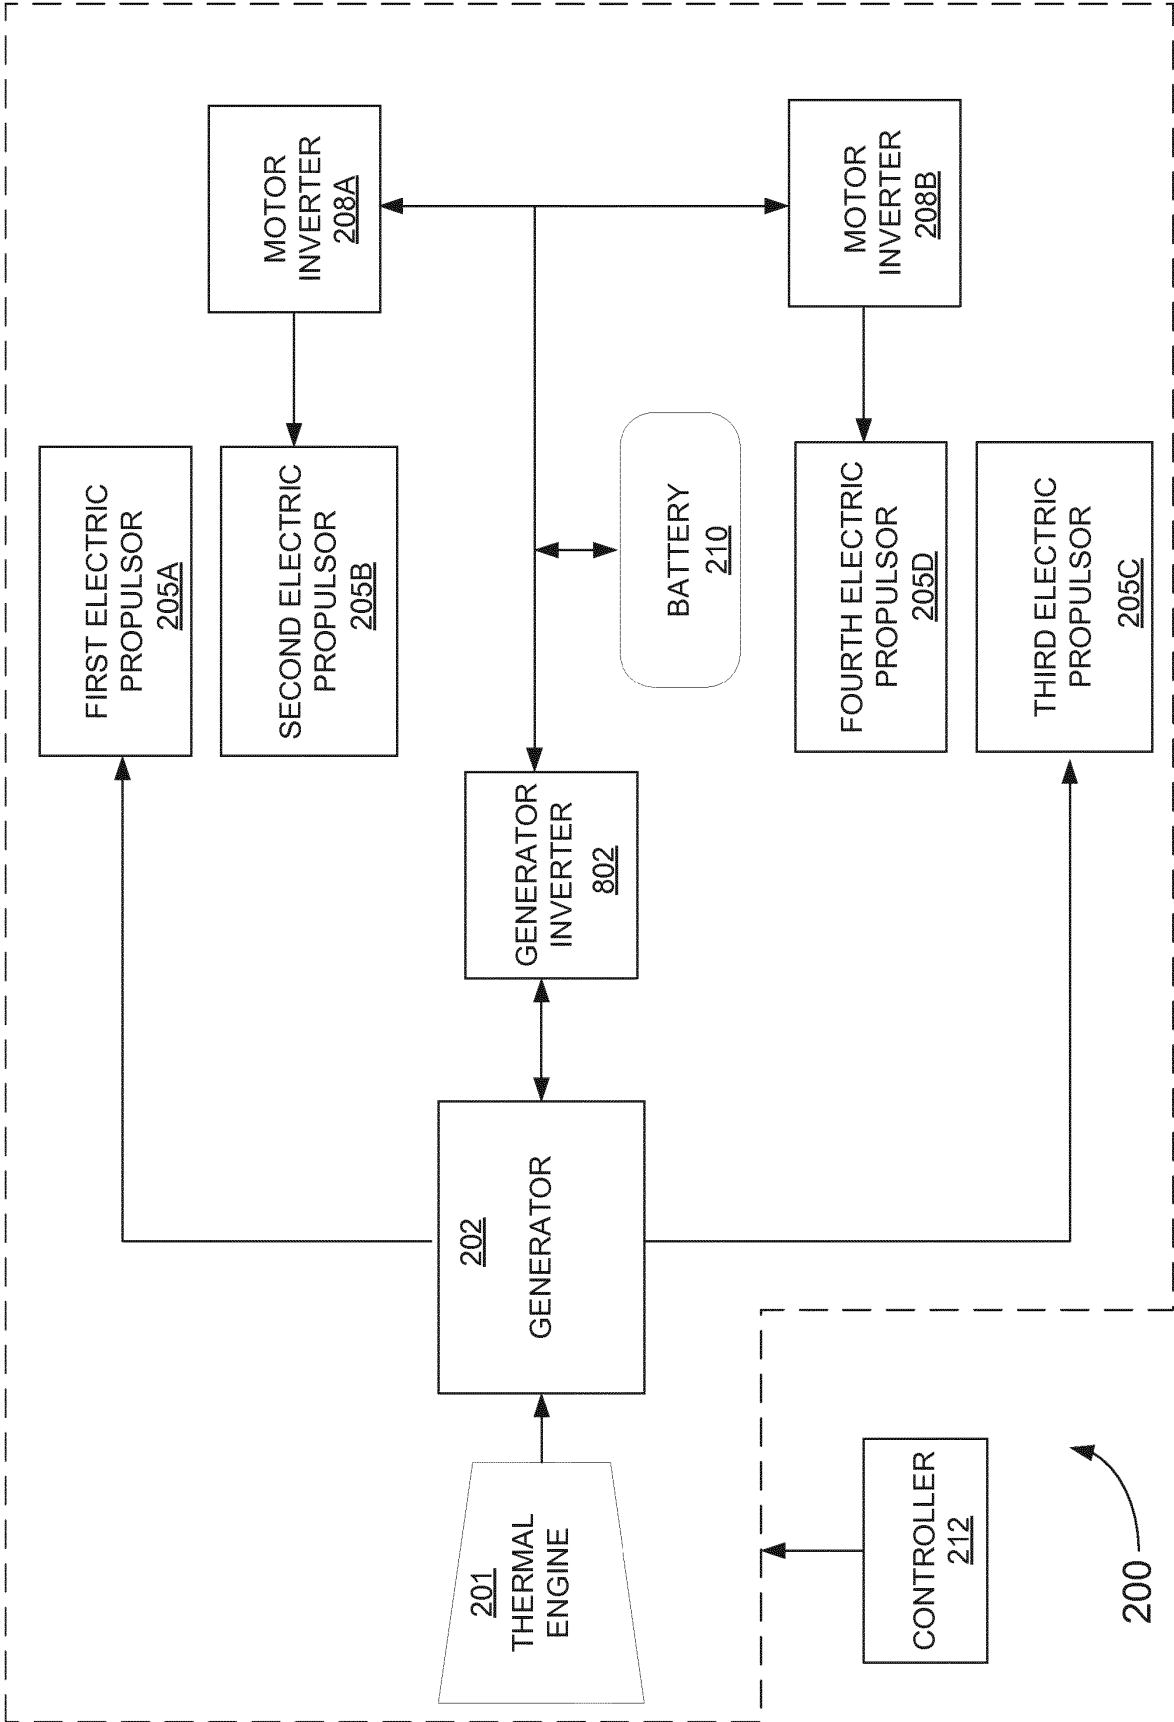 FIRST ELECTRIC
PROPULSOR
205A
SECOND ELECTRIC
PROPULSOR
205B
MOTOR
INVERTER
208A
201
THERMAL
ENGINE
202
GENERATOR
GENERATOR
INVERTER
802
BATTERY
210
FOURTH ELECTRIC
PROPULSOR
205D
MOTOR
INVERTER
208B
THIRD ELECTRIC
PROPULSOR
205C
CONTROLLER
212
200